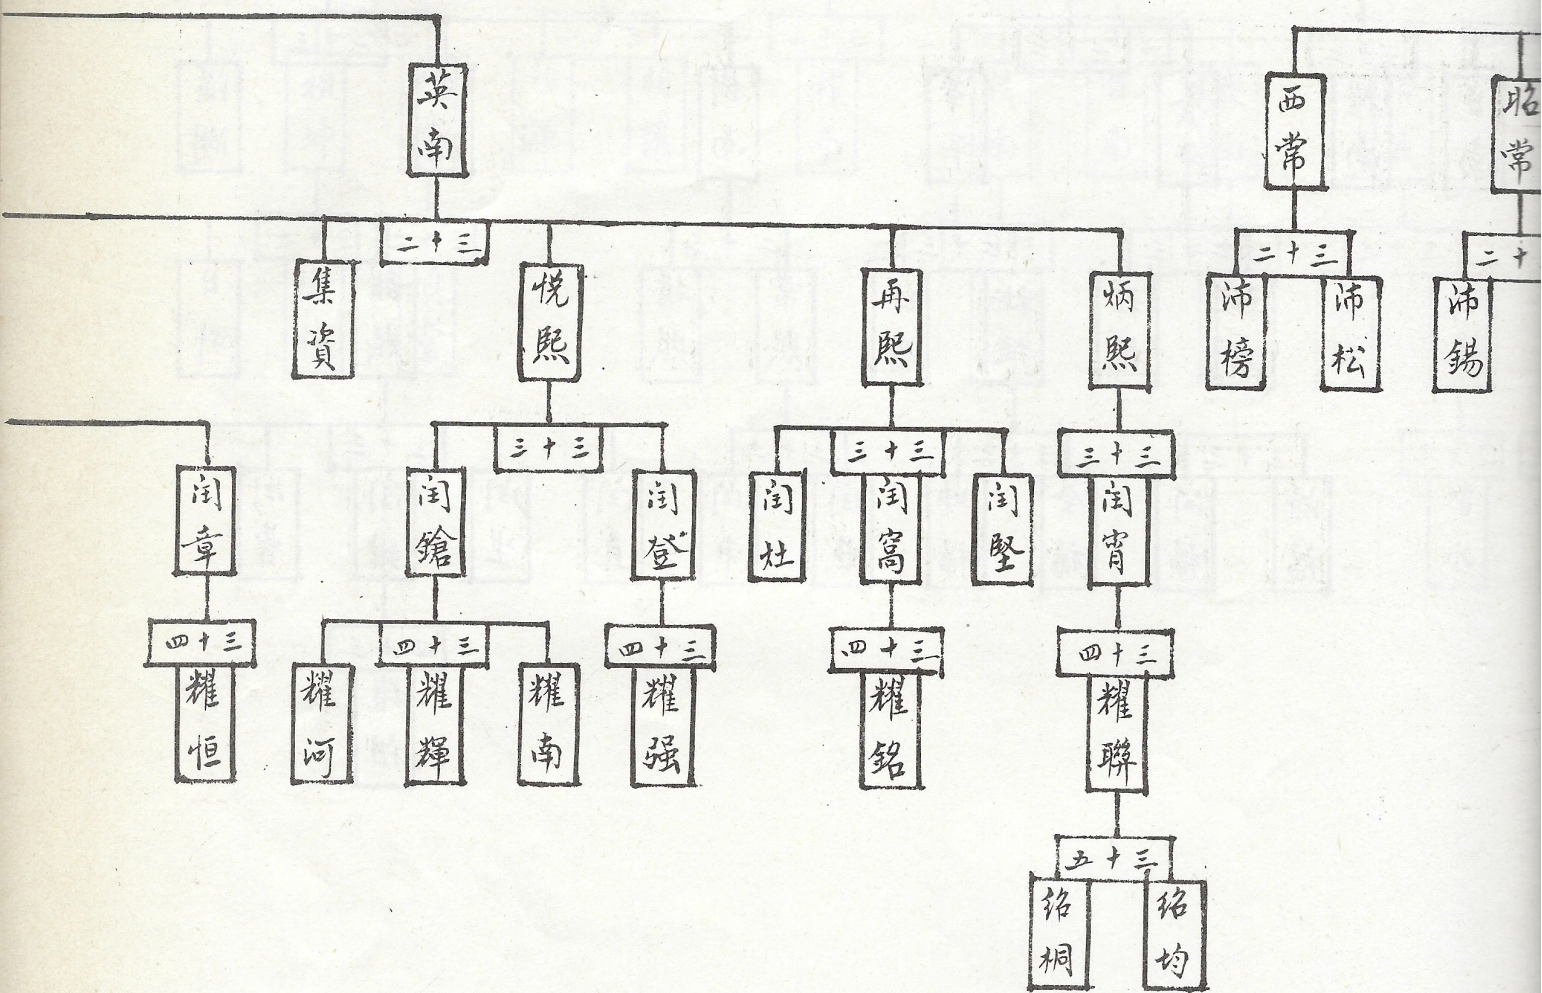 昭常
西常
英南
二十
三十二
三十二
沛錫
沛松
沛榜
炳熙
再熙
悦熙
集資
三十三
三十三
三十三
闰宵
闰堅
闰窩
闰灶
闰登
闰鎗
闰章
三十四
三十四
三十四
三十四
三十四
耀聯
耀銘
耀强
耀南
耀輝
耀河
耀恒
三十五
紹均
紹桐